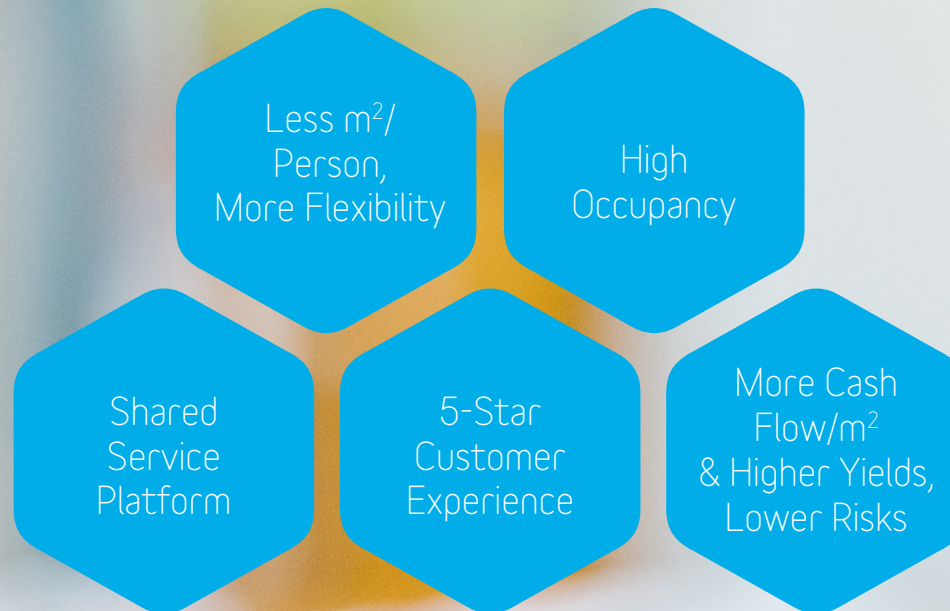 Less m²/
Person,
More Flexibility
High
Occupancy
Shared
Service
Platform
5-Star
Customer
Experience
More Cash
Flow/m²
& Higher Yields,
Lower Risks